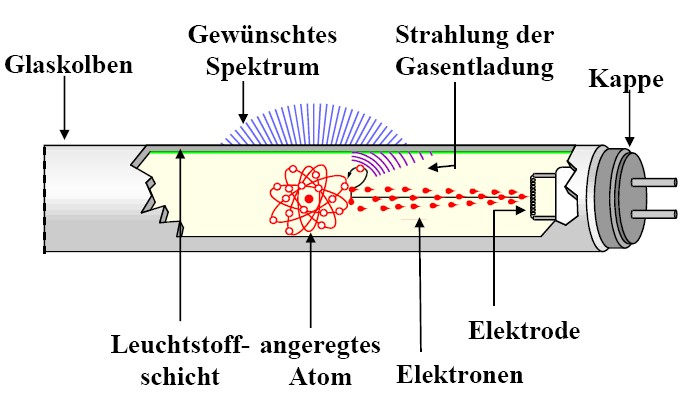 Glaskolben
Gewünschtes
Spektrum
Strahlung der
Gasentladung
Kappe
Leuchtstoff-
schicht
angeregtes
Atom
Elektronen
Elektrode